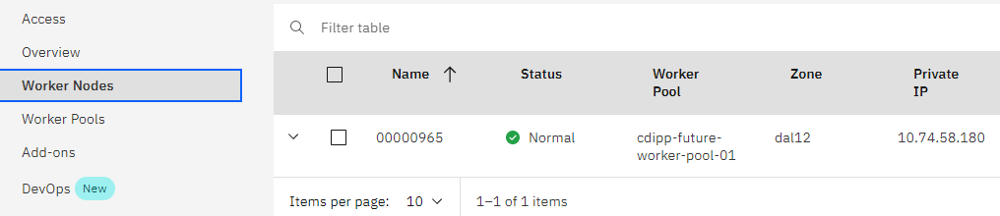 Access
Overview
Worker Nodes
Worker Pools
Add-ons
DevOps New
Filter table
Name Status Worker Pool Zone Private IP
00000965 Normal cdipp-future-worker-pool-01 dal12 10.74.58.180
Items per page: 10 1–1 of 1 items